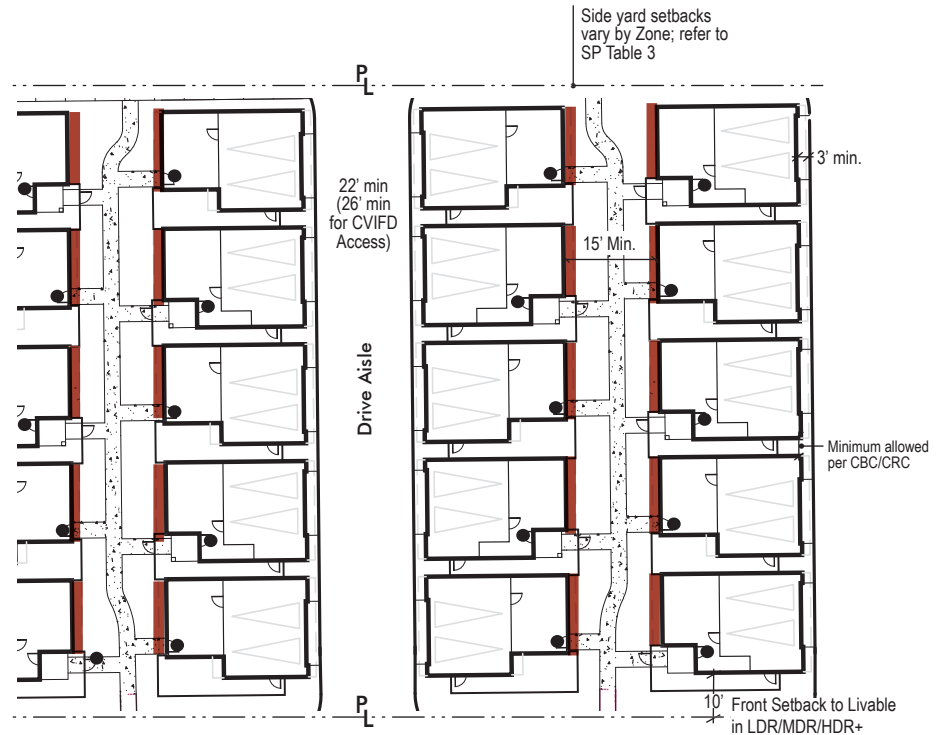 Side yard setbacks
vary by Zone; refer to
SP Table 3
PL
3' min.
22' min
(26' min
for CVIFD
Access)
15' Min.
Drive Aisle
Minimum allowed
per CBC/CRC
10'
Front Setback to Livable
in LDR/MDR/HDR+
PL